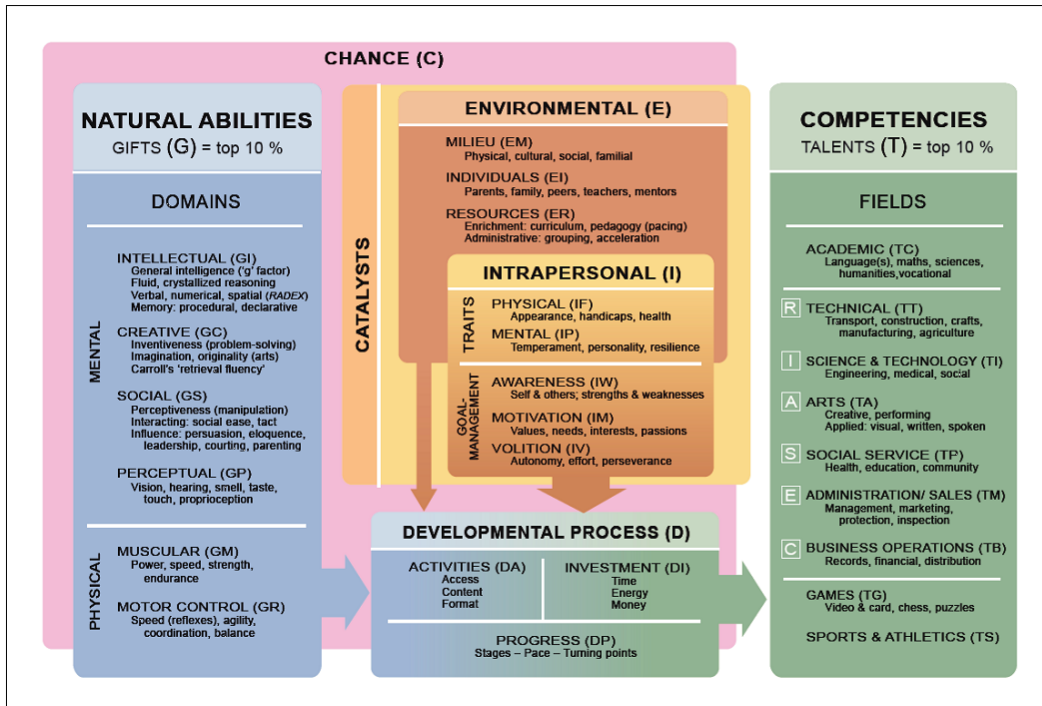 CHANCE (C)
NATURAL ABILITIES
GIFTS (G) = top 10 %
DOMAINS
MENTAL
INTELLECTUAL (GI)
General intelligence ('g' factor)
Fluid, crystallized reasoning
Verbal, numerical, spatial (RADEX)
Memory: procedural, declarative
CREATIVE (GC)
Inventiveness (problem-solving)
Imagination, originality (arts)
Carroll's 'retrieval fluency'
SOCIAL (GS)
Perceptiveness (manipulation)
Interacting: social ease, tact
Influence: persuasion, eloquence,
leadership, courting, parenting
PERCEPTUAL (GP)
Vision, hearing, smell, taste,
touch, proprioception
PHYSICAL
MUSCULAR (GM)
Power, speed, strength,
endurance
MOTOR CONTROL (GR)
Speed (reflexes), agility,
coordination, balance
CATALYSTS
ENVIRONMENTAL (E)
MILIEU (EM)
Physical, cultural, social, familial
INDIVIDUALS (EI)
Parents, family, peers, teachers, mentors
RESOURCES (ER)
Enrichment: curriculum, pedagogy (pacing)
Administrative: grouping, acceleration
INTRAPERSONAL (I)
TRAITS
PHYSICAL (IF)
Appearance, handicaps, health
MENTAL (IP)
Temperament, personality, resilience
GOAL-
MANAGEMENT
AWARENESS (IW)
Self & others; strengths & weaknesses
MOTIVATION (IM)
Values, needs, interests, passions
VOLITION (IV)
Autonomy, effort, perseverance
DEVELOPMENTAL PROCESS (D)
ACTIVITIES (DA)
Access
Content
Format
INVESTMENT (DI)
Time
Energy
Money
PROGRESS (DP)
Stages – Pace – Turning points
COMPETENCIES
TALENTS (T) = top 10 %
FIELDS
ACADEMIC (TC)
Language(s), maths, sciences,
humanities,vocational
R TECHNICAL (TT)
Transport, construction, crafts,
manufacturing, agriculture
I SCIENCE & TECHNOLOGY (TI)
Engineering, medical, social
A ARTS (TA)
Creative, performing
Applied: visual, written, spoken
S SOCIAL SERVICE (TP)
Health, education, community
E ADMINISTRATION/ SALES (TM)
Management, marketing,
protection, inspection
C BUSINESS OPERATIONS (TB)
Records, financial, distribution
GAMES (TG)
Video & card, chess, puzzles
SPORTS & ATHLETICS (TS)